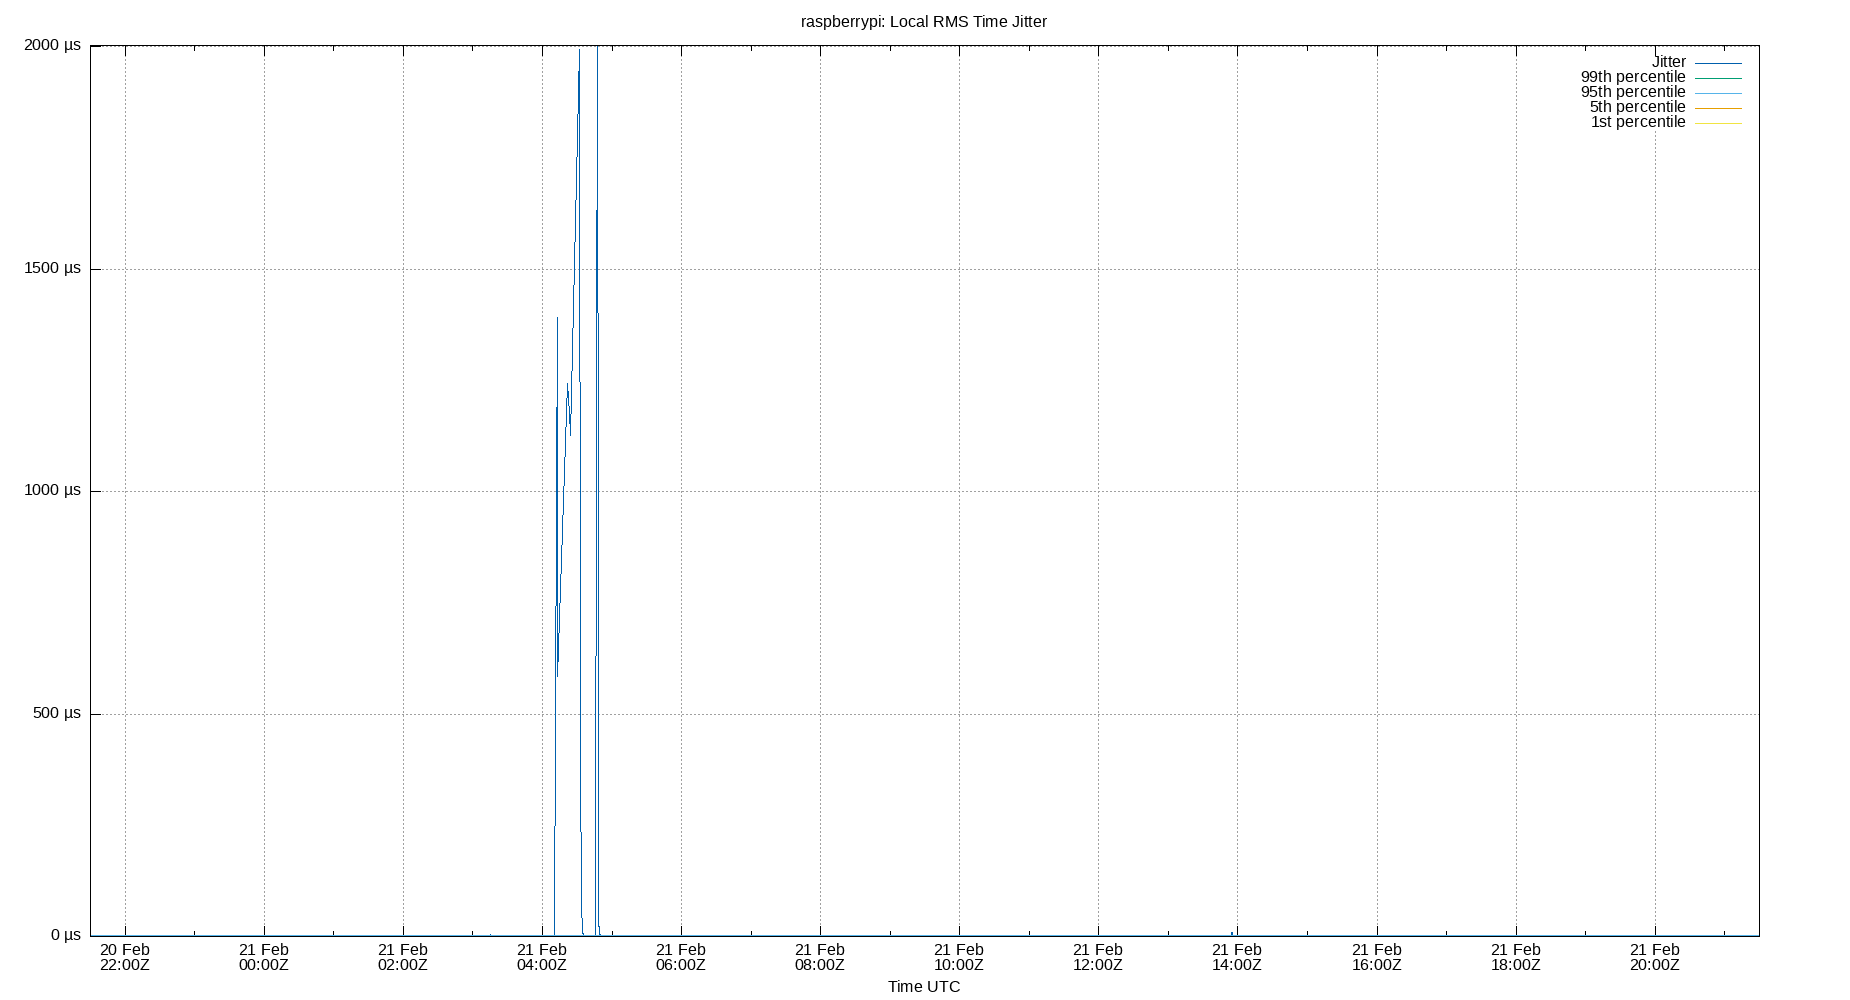 raspberrypi: Local RMS Time Jitter
2000 µs
1500 µs
1000 µs
500 µs
0 µs
Jitter
99th percentile
95th percentile
5th percentile
1st percentile
20 Feb 21 Feb 21 Feb 21 Feb 21 Feb 21 Feb 21 Feb 21 Feb 21 Feb 21 Feb 21 Feb 21 Feb
22:00Z 00:00Z 02:00Z 04:00Z 06:00Z 08:00Z 10:00Z 12:00Z 14:00Z 16:00Z 18:00Z 20:00Z
Time UTC